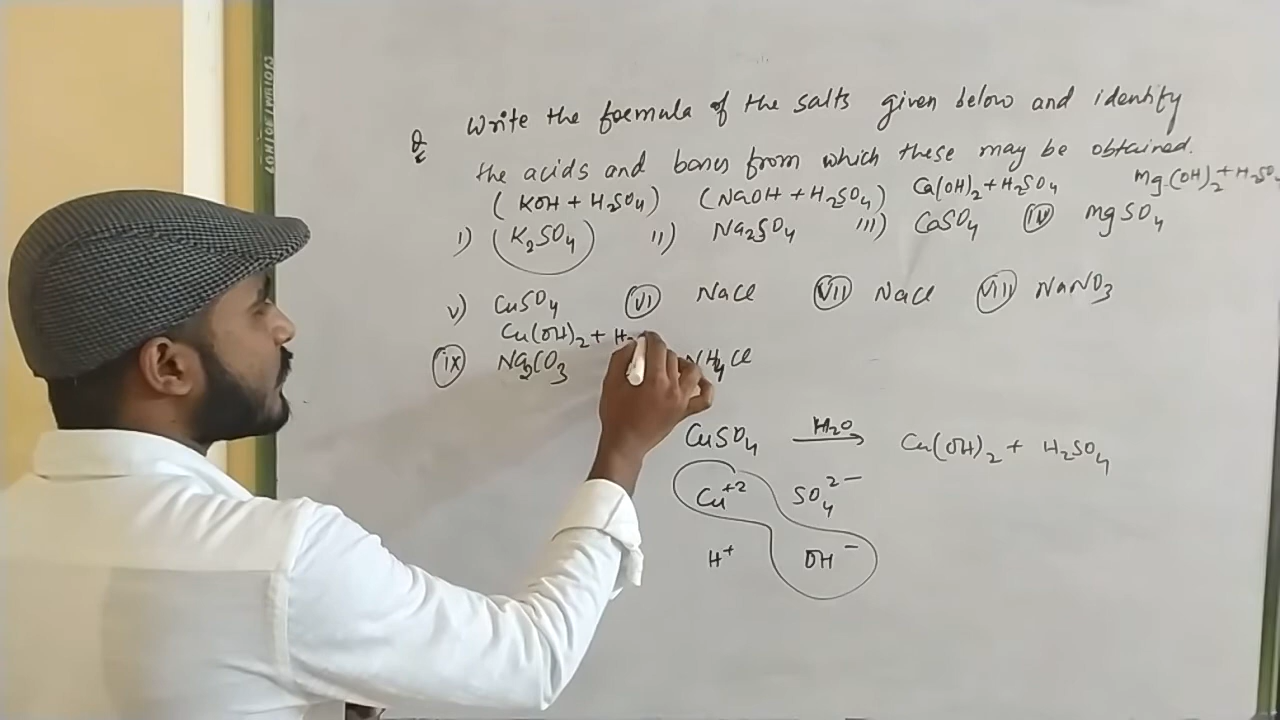 Q Write the formula of the salts given below and identify
the acids and bases from which these may be obtained.
(KOH + H₂SO₄) (NaOH + H₂SO₄) Ca(OH)₂ + H₂SO₄ Mg(OH)₂ + H₂SO₄
i) (K₂SO₄) ii) Na₂SO₄ iii) CaSO₄ iv MgSO₄
v) CuSO₄ vi NaCl vii NaCl viii NaNO₃
Cu(OH)₂ + H₂
ix Na₂CO₃ NH₄Cl
CuSO₄ H₂O → Cu(OH)₂ + H₂SO₄
Cu⁺² SO₄²⁻
H⁺ OH⁻